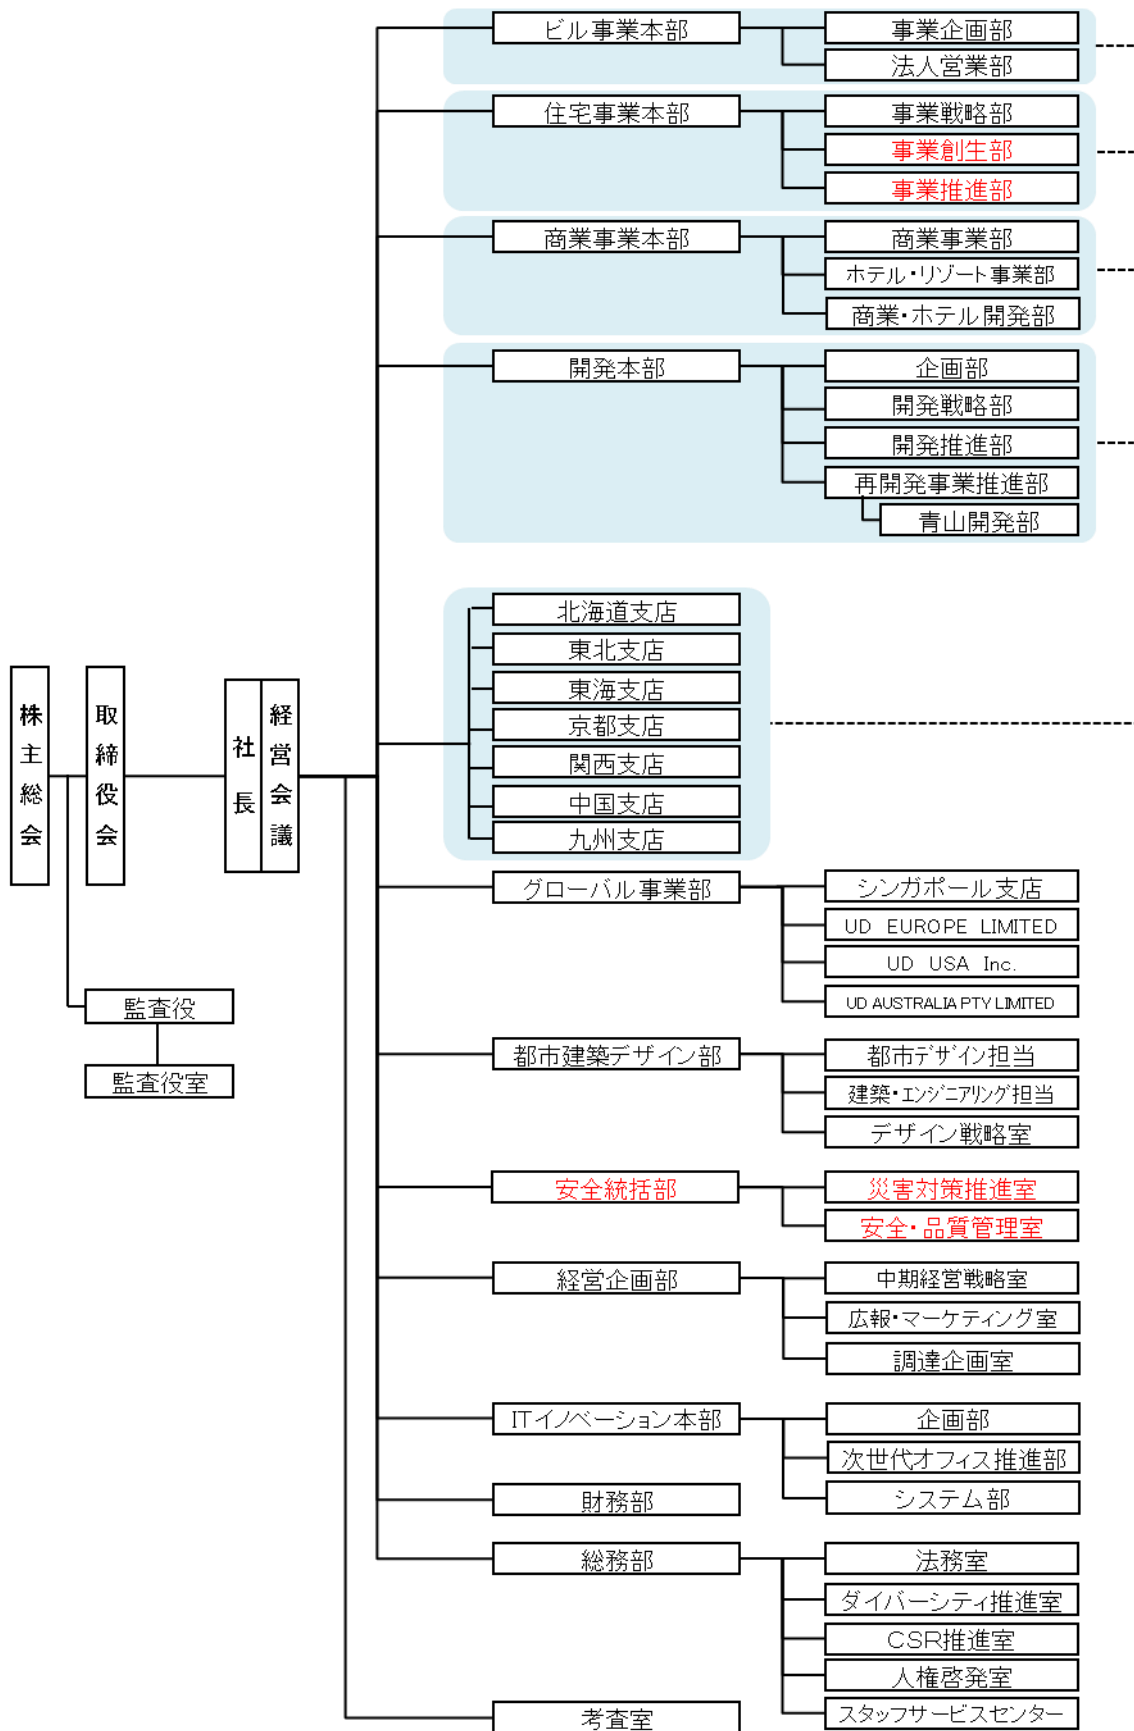 株主総会
取締役会
社長
経営会議
監査役
監査役室
ビル事業本部
事業企画部
法人営業部
住宅事業本部
事業戦略部
事業創生部
事業推進部
商業事業本部
商業事業部
ホテル・リゾート事業部
商業・ホテル開発部
開発本部
企画部
開発戦略部
開発推進部
再開発事業推進部
青山開発部
北海道支店
東北支店
東海支店
京都支店
関西支店
中国支店
九州支店
グローバル事業部
シンガポール支店
UD EUROPE LIMITED
UD USA Inc.
UD AUSTRALIA PTY LIMITED
都市建築デザイン部
都市デザイン担当
建築・エンジニアリング担当
デザイン戦略室
安全統括部
災害対策推進室
安全・品質管理室
経営企画部
中期経営戦略室
広報・マーケティング室
調達企画室
ITイノベーション本部
企画部
次世代オフィス推進部
システム部
財務部
総務部
法務室
ダイバーシティ推進室
CSR推進室
人権啓発室
スタッフサービスセンター
考査室